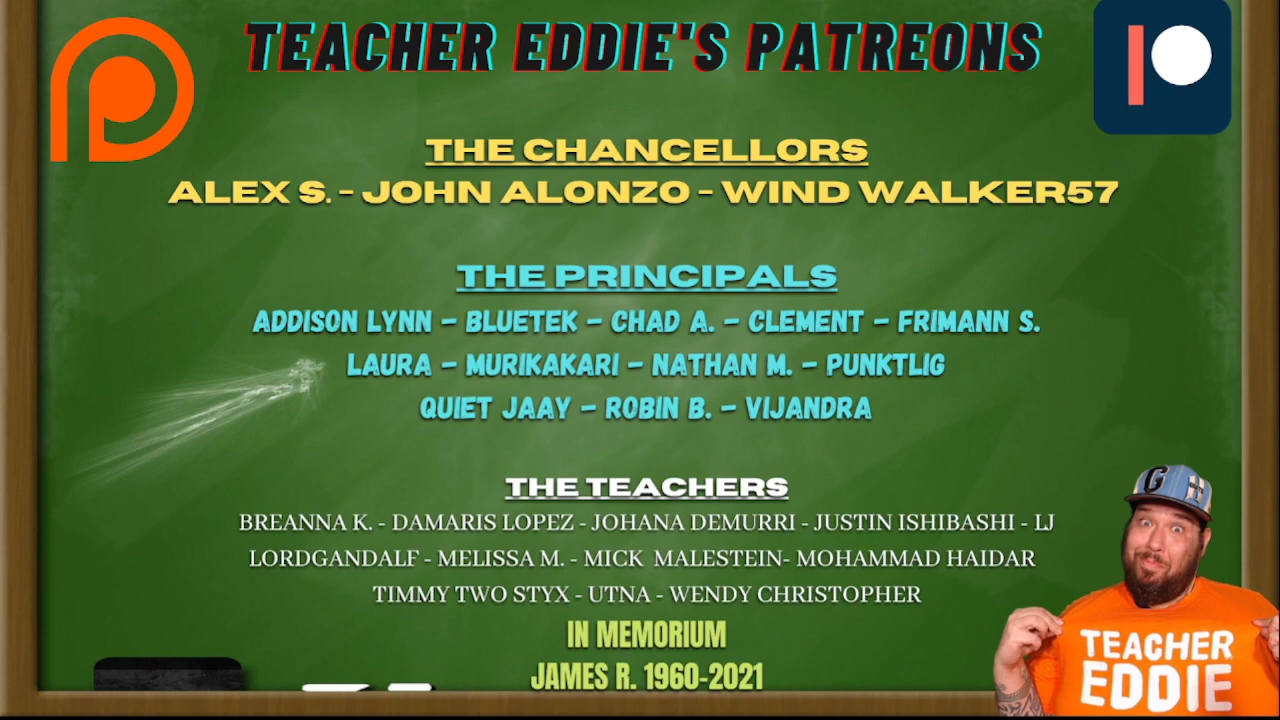 TEACHER EDDIE'S PATREONS
THE CHANCELLORS
ALEX S. - JOHN ALONZO - WIND WALKER57
THE PRINCIPALS
ADDISON LYNN - BLUETEK - CHAD A. - CLEMENT - FRIMANN S.
LAURA - MURIKAKARI - NATHAN M. - PUNKTLIG
QUIET JAAY - ROBIN B. - VIJANDRA
THE TEACHERS
BREANNA K. - DAMARIS LOPEZ - JOHANA DEMURRI - JUSTIN ISHIBASHI - LJ
LORDGANDALF - MELISSA M. - MICK MALESTEIN- MOHAMMAD HAIDAR
TIMMY TWO STYX - UTNA - WENDY CHRISTOPHER
IN MEMORIUM
JAMES R. 1960-2021
TEACHER
EDDIE